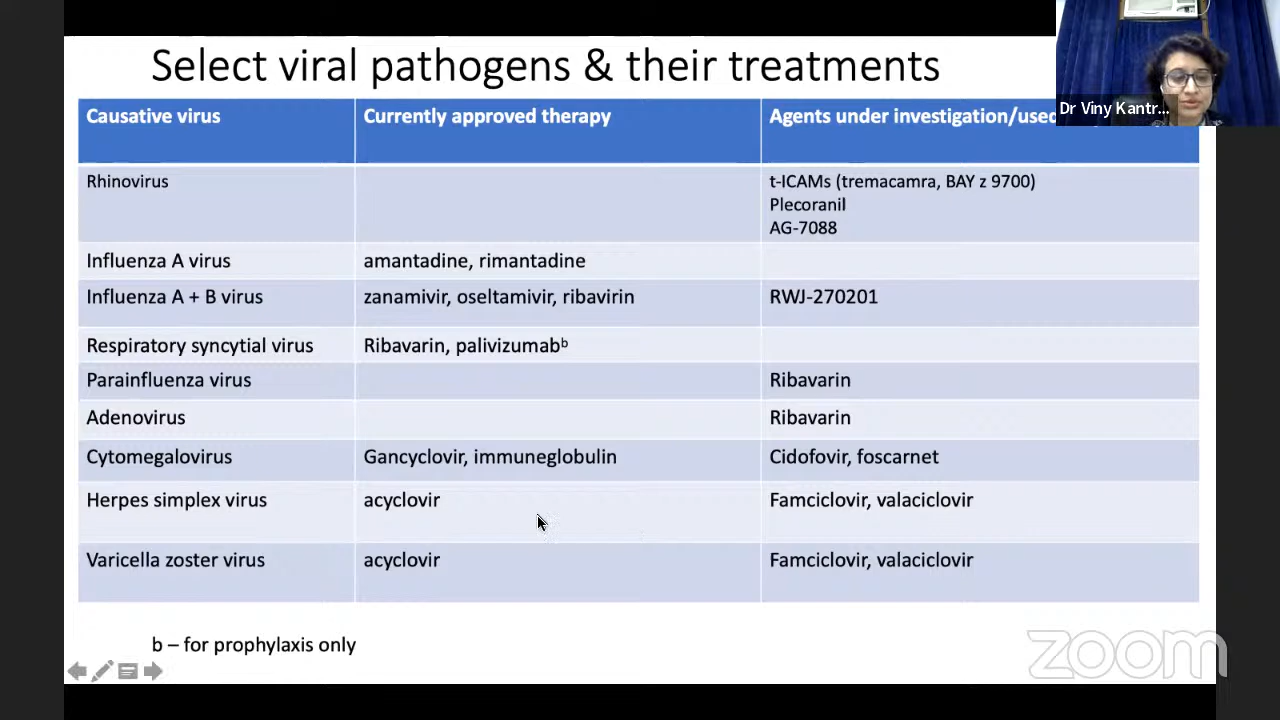 Select viral pathogens & their treatments
Dr Viny Kantr...
Causative virus
Currently approved therapy
Agents under investigation/used
Rhinovirus
t-ICAMs (tremacamra, BAY z 9700)
Plecoranil
AG-7088
Influenza A virus
amantadine, rimantadine
Influenza A + B virus
zanamivir, oseltamivir, ribavirin
RWJ-270201
Respiratory syncytial virus
Ribavarin, palivizumabᵇ
Parainfluenza virus
Ribavarin
Adenovirus
Ribavarin
Cytomegalovirus
Gancyclovir, immuneglobulin
Cidofovir, foscarnet
Herpes simplex virus
acyclovir
Famciclovir, valaciclovir
Varicella zoster virus
acyclovir
Famciclovir, valaciclovir
b – for prophylaxis only
zoom